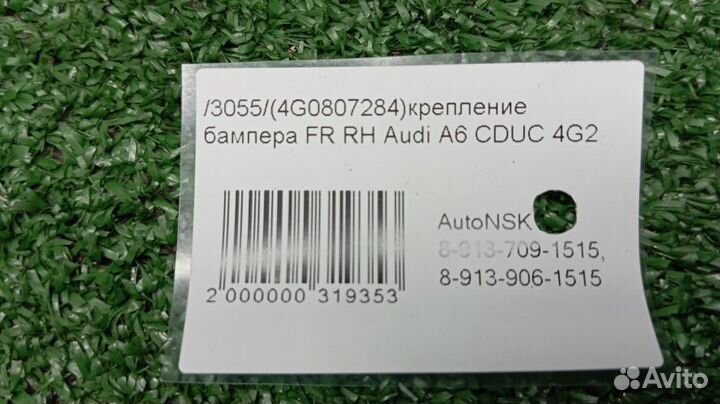 /3055/(4G0807284)крепление
бампера FR RH Audi A6 CDUC 4G2
AutoNSK
8-913-709-1515,
8-913-906-1515
2 000000 319353
Avito